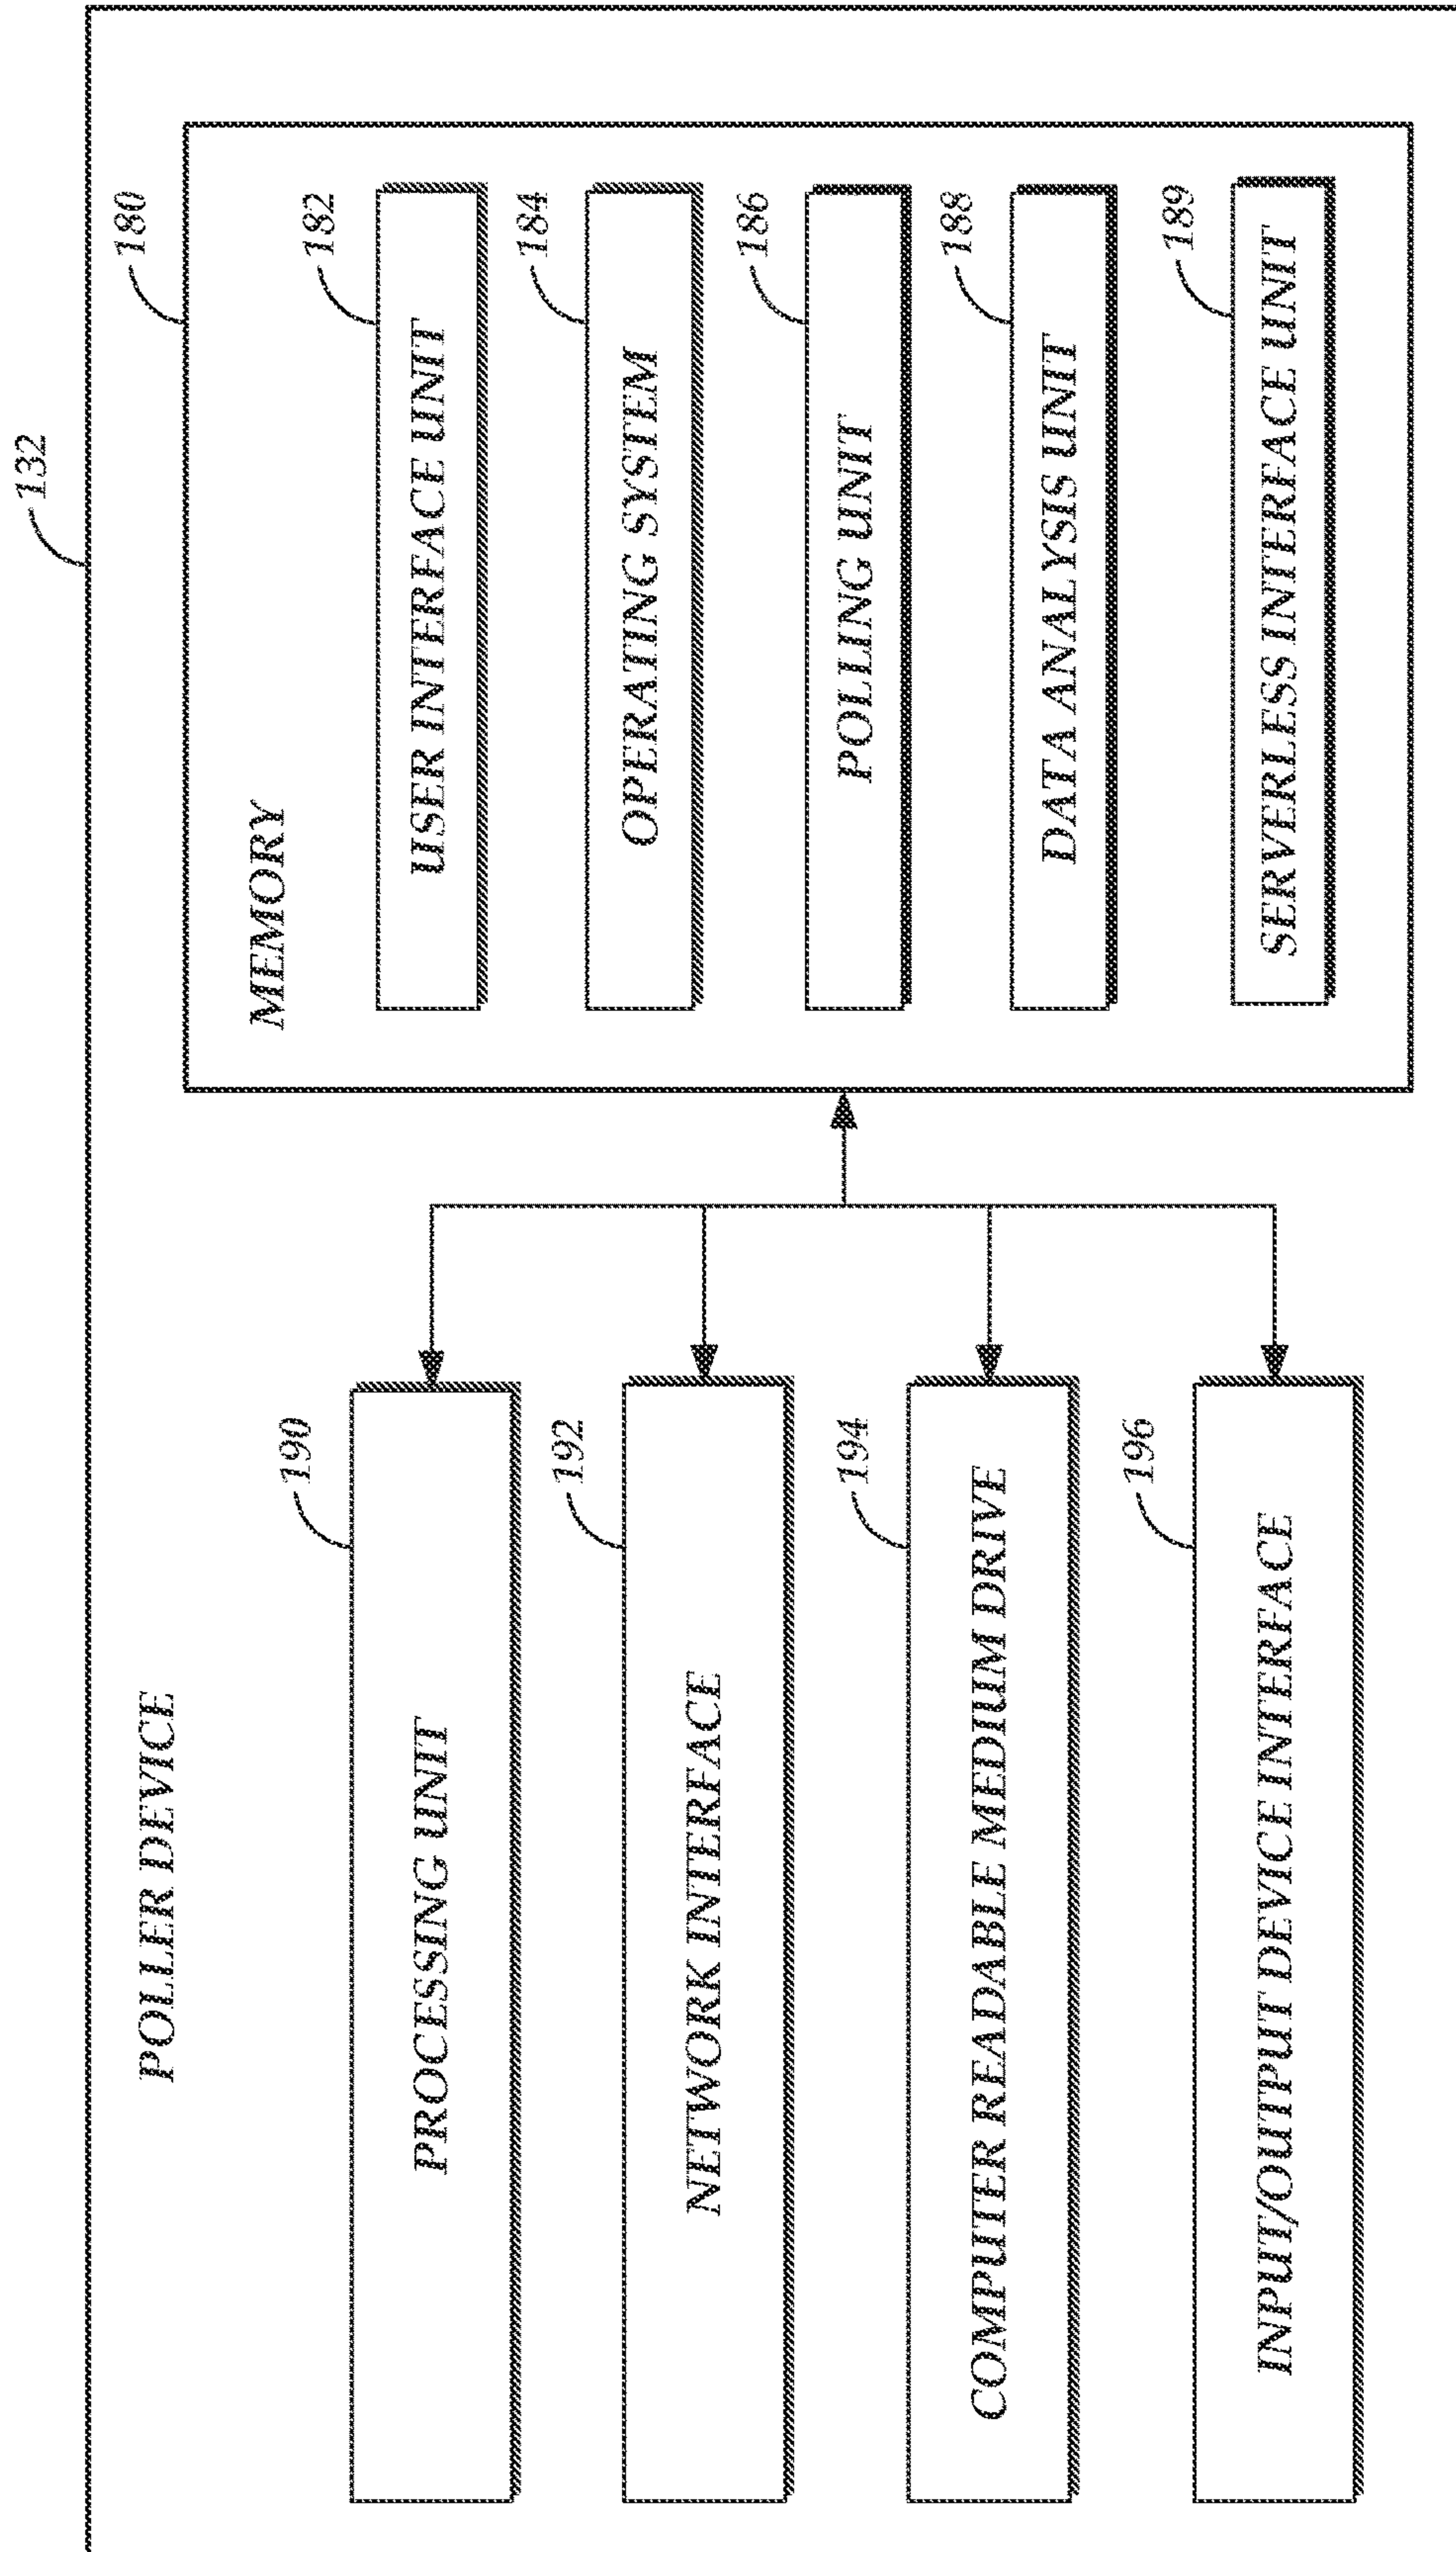 132
POLLER DEVICE
180
MEMORY
190
PROCESSING UNIT
182
USER INTERFACE UNIT
192
NETWORK INTERFACE
184
OPERATING SYSTEM
186
POLLING UNIT
194
COMPUTER READABLE MEDIUM DRIVE
188
DATA ANALYSIS UNIT
196
INPUT/OUTPUT DEVICE INTERFACE
189
SERVERLESS INTERFACE UNIT